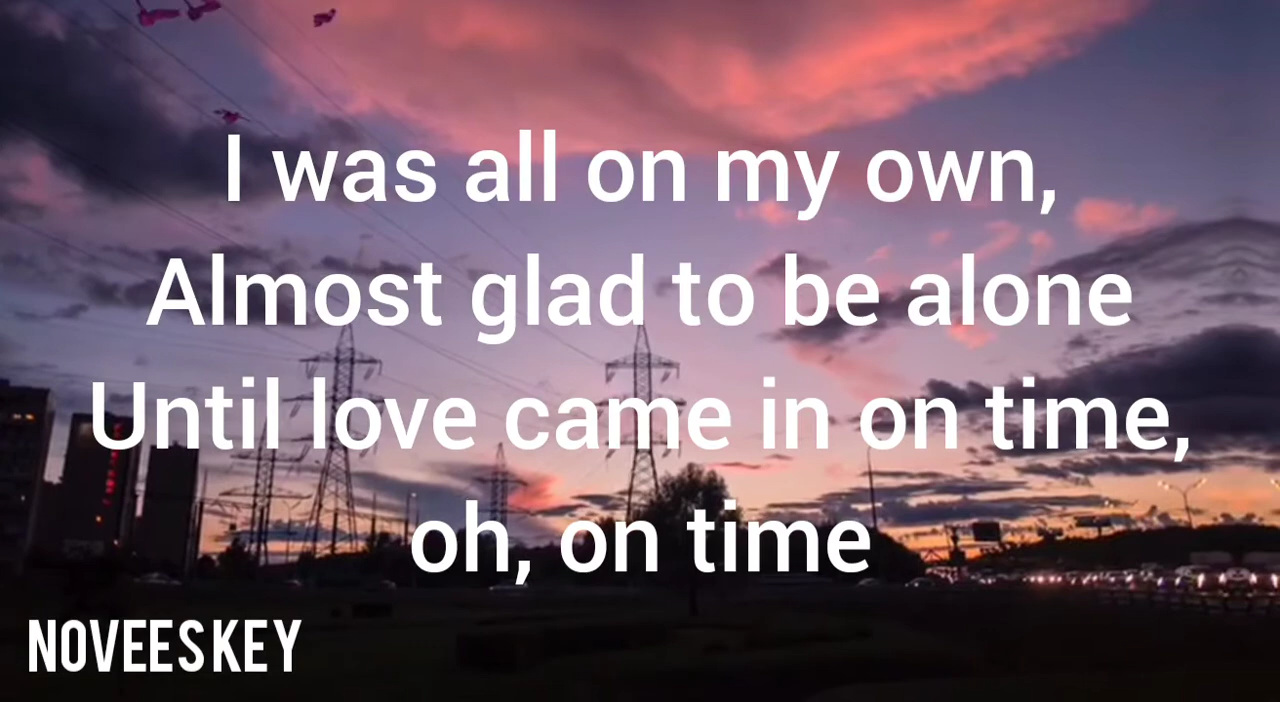 I was all on my own,
Almost glad to be alone
Until love came in on time,
oh, on time
NOVEESKEY